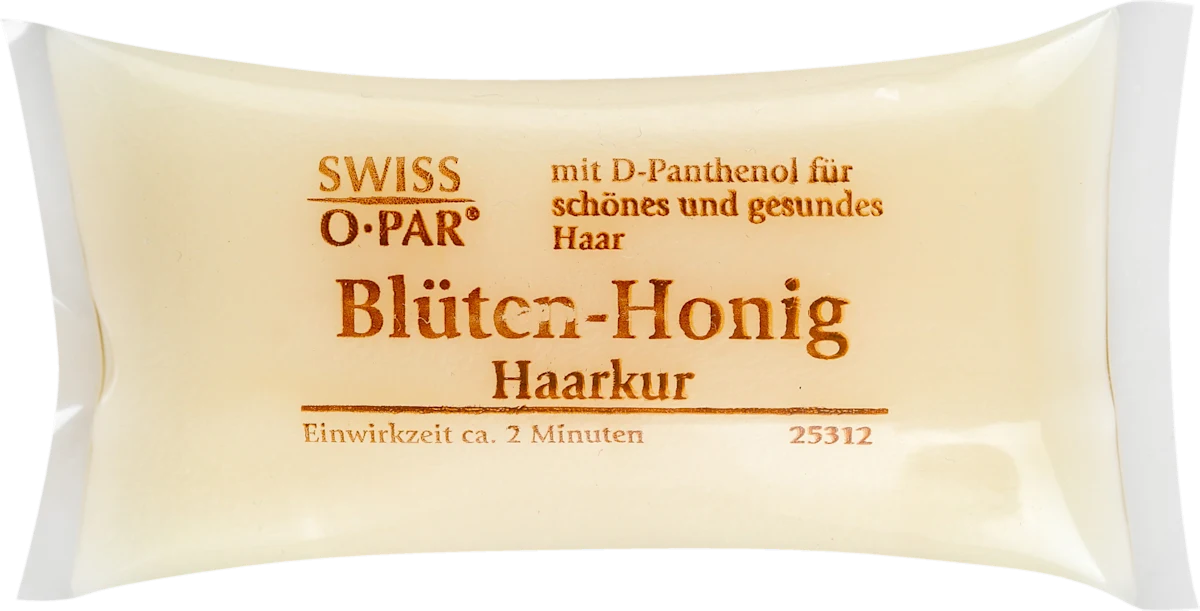 SWISS
O·PAR®
mit D-Panthenol für
schönes und gesundes
Haar
Blüten-Honig
Haarkur
Einwirkzeit ca. 2 Minuten 25312